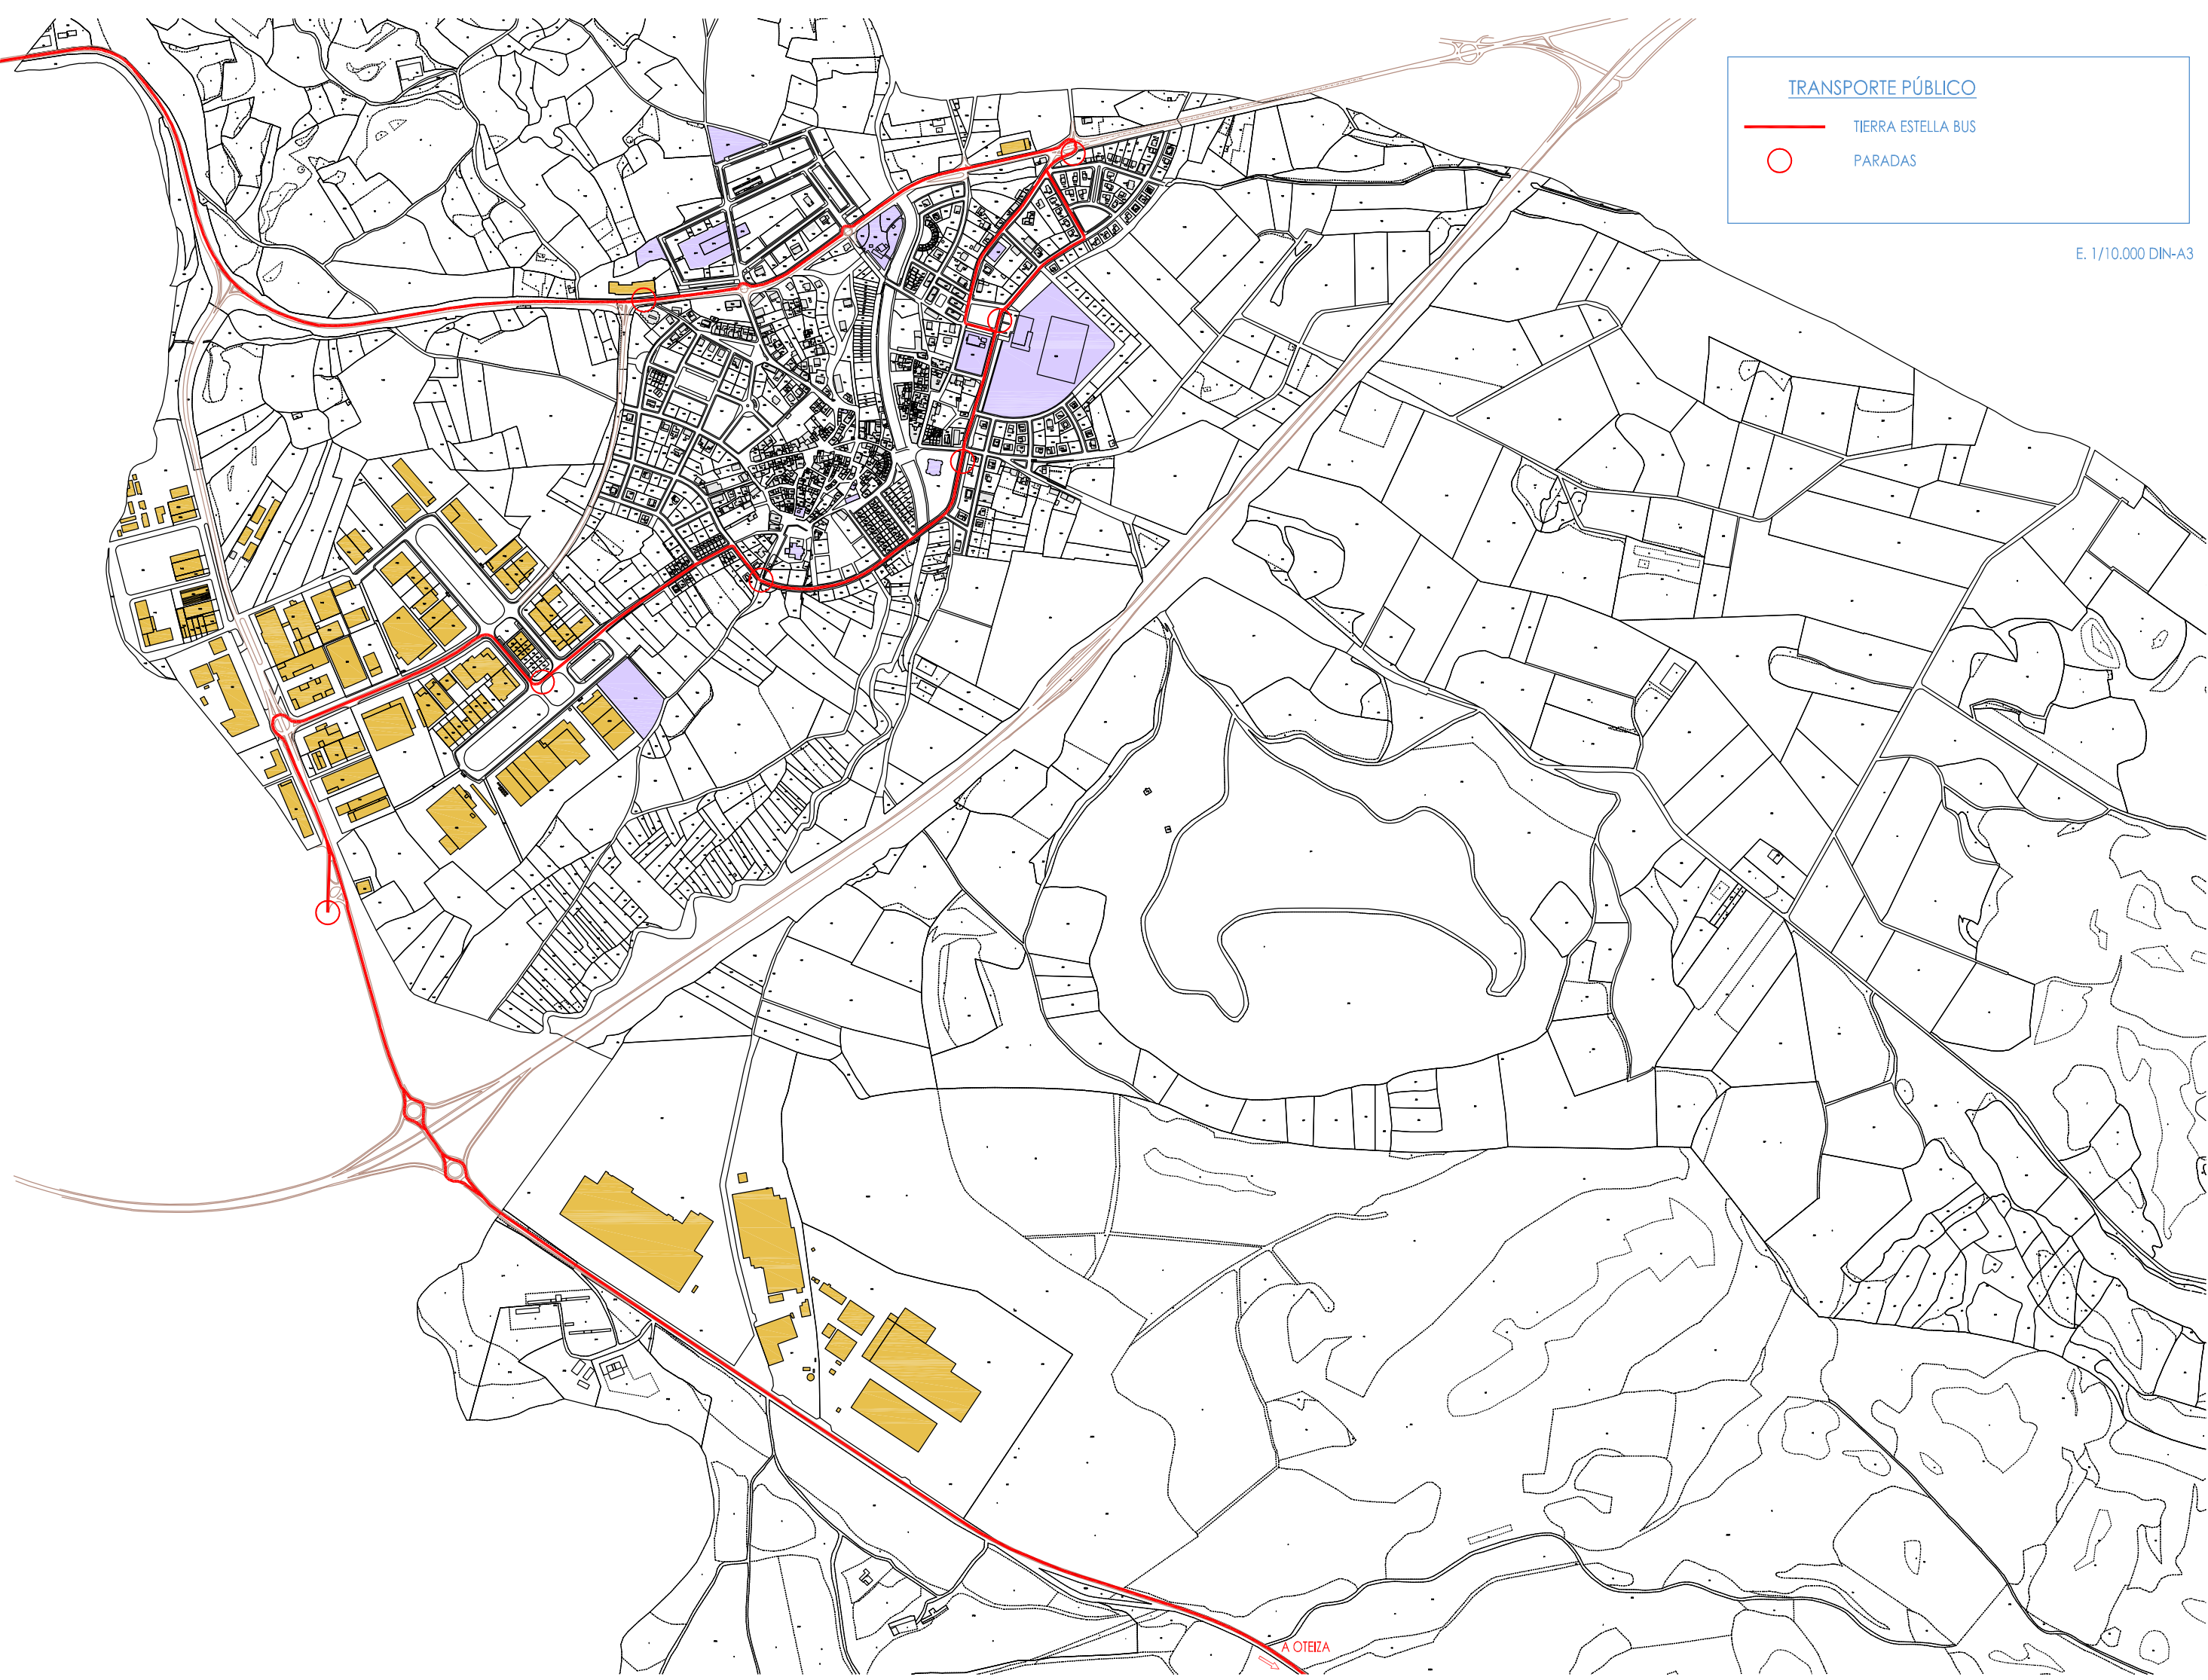 TRANSPORTE PÚBLICO
TIERRA ESTELLA BUS
PARADAS
E. 1/10.000 DIN-A3
A OTEIZA